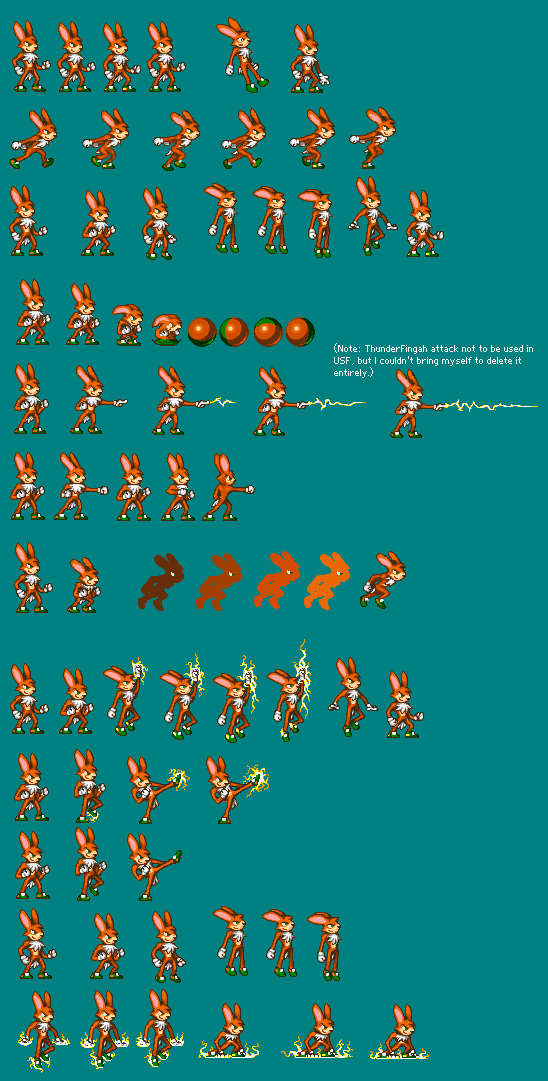 (Note: ThunderFingah attack not to be used in
USF, but I couldn't bring myself to delete it
entirely.)